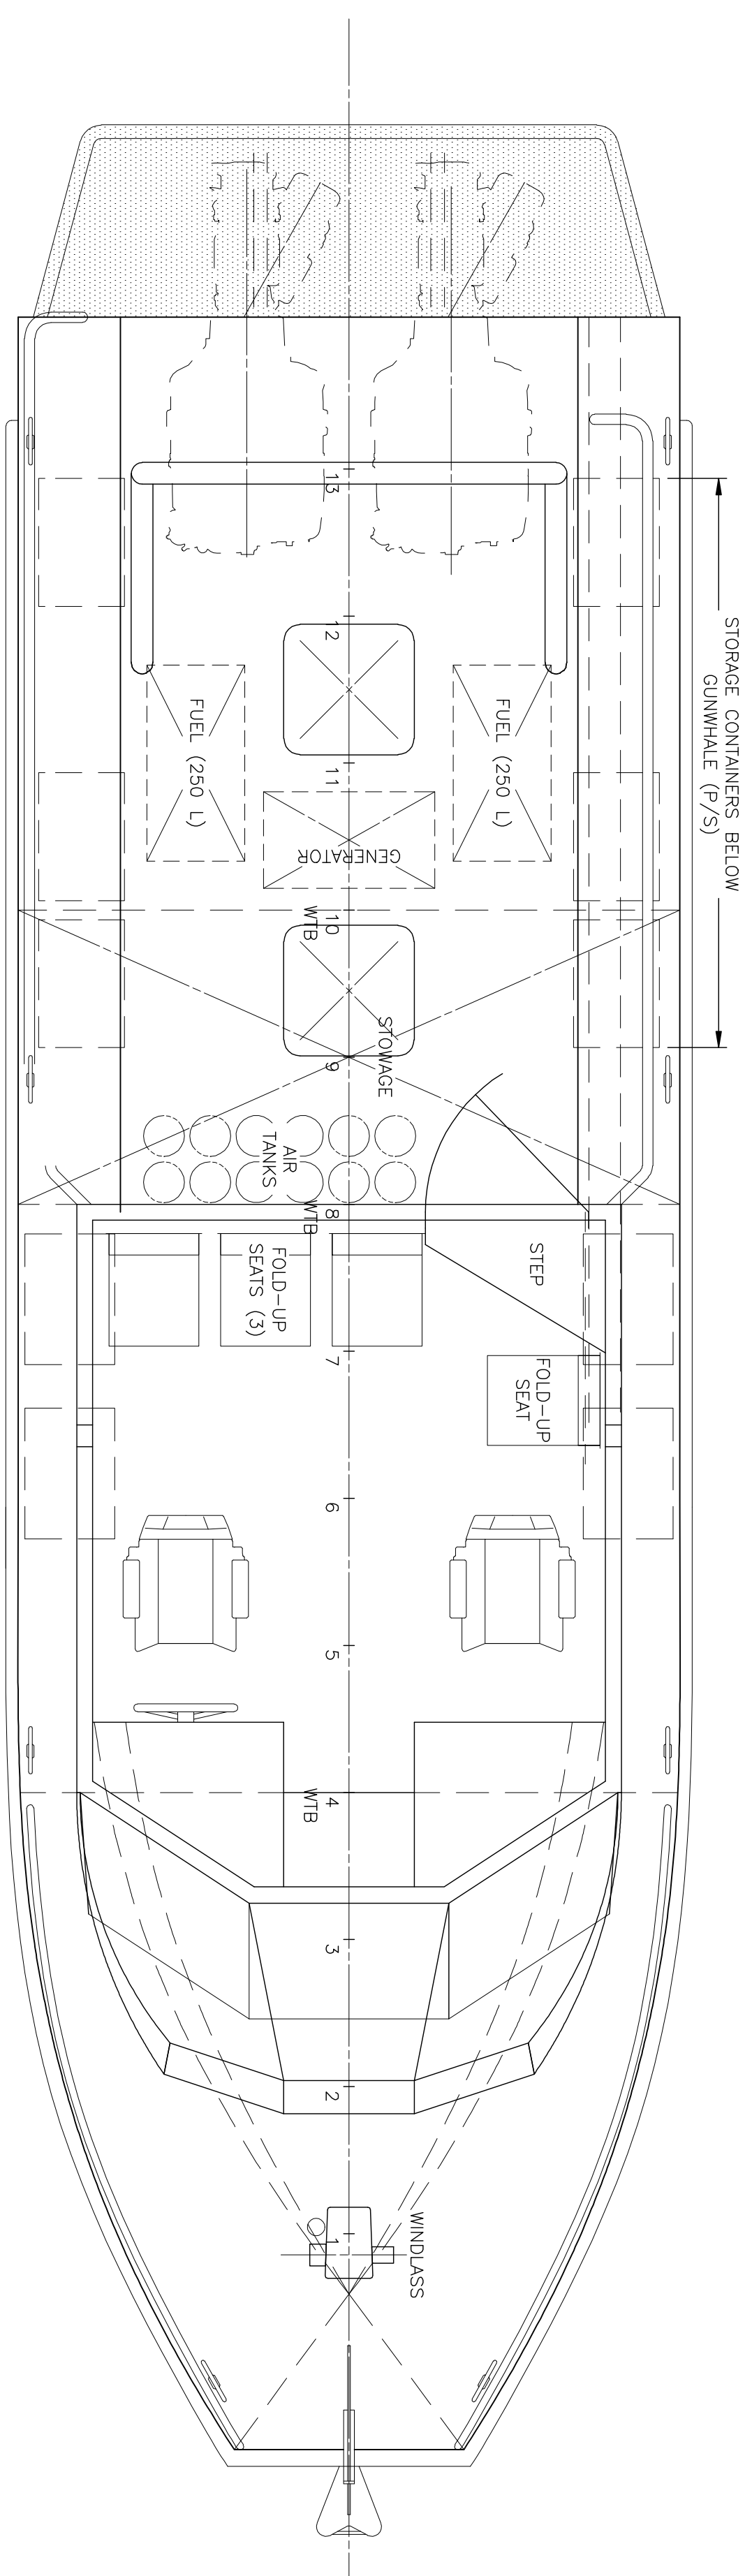 STORAGE CONTAINERS BELOW
GUNWHALE (P/S)
13
12
FUEL (250 L)
FUEL (250 L)
11
GENERATOR
10
WTB
STOWAGE
9
AIR
TANKS
8
WTB
STEP
FOLD-UP
SEATS (3)
7
FOLD-UP
SEAT
6
5
4
WTB
3
2
WINDLASS
1